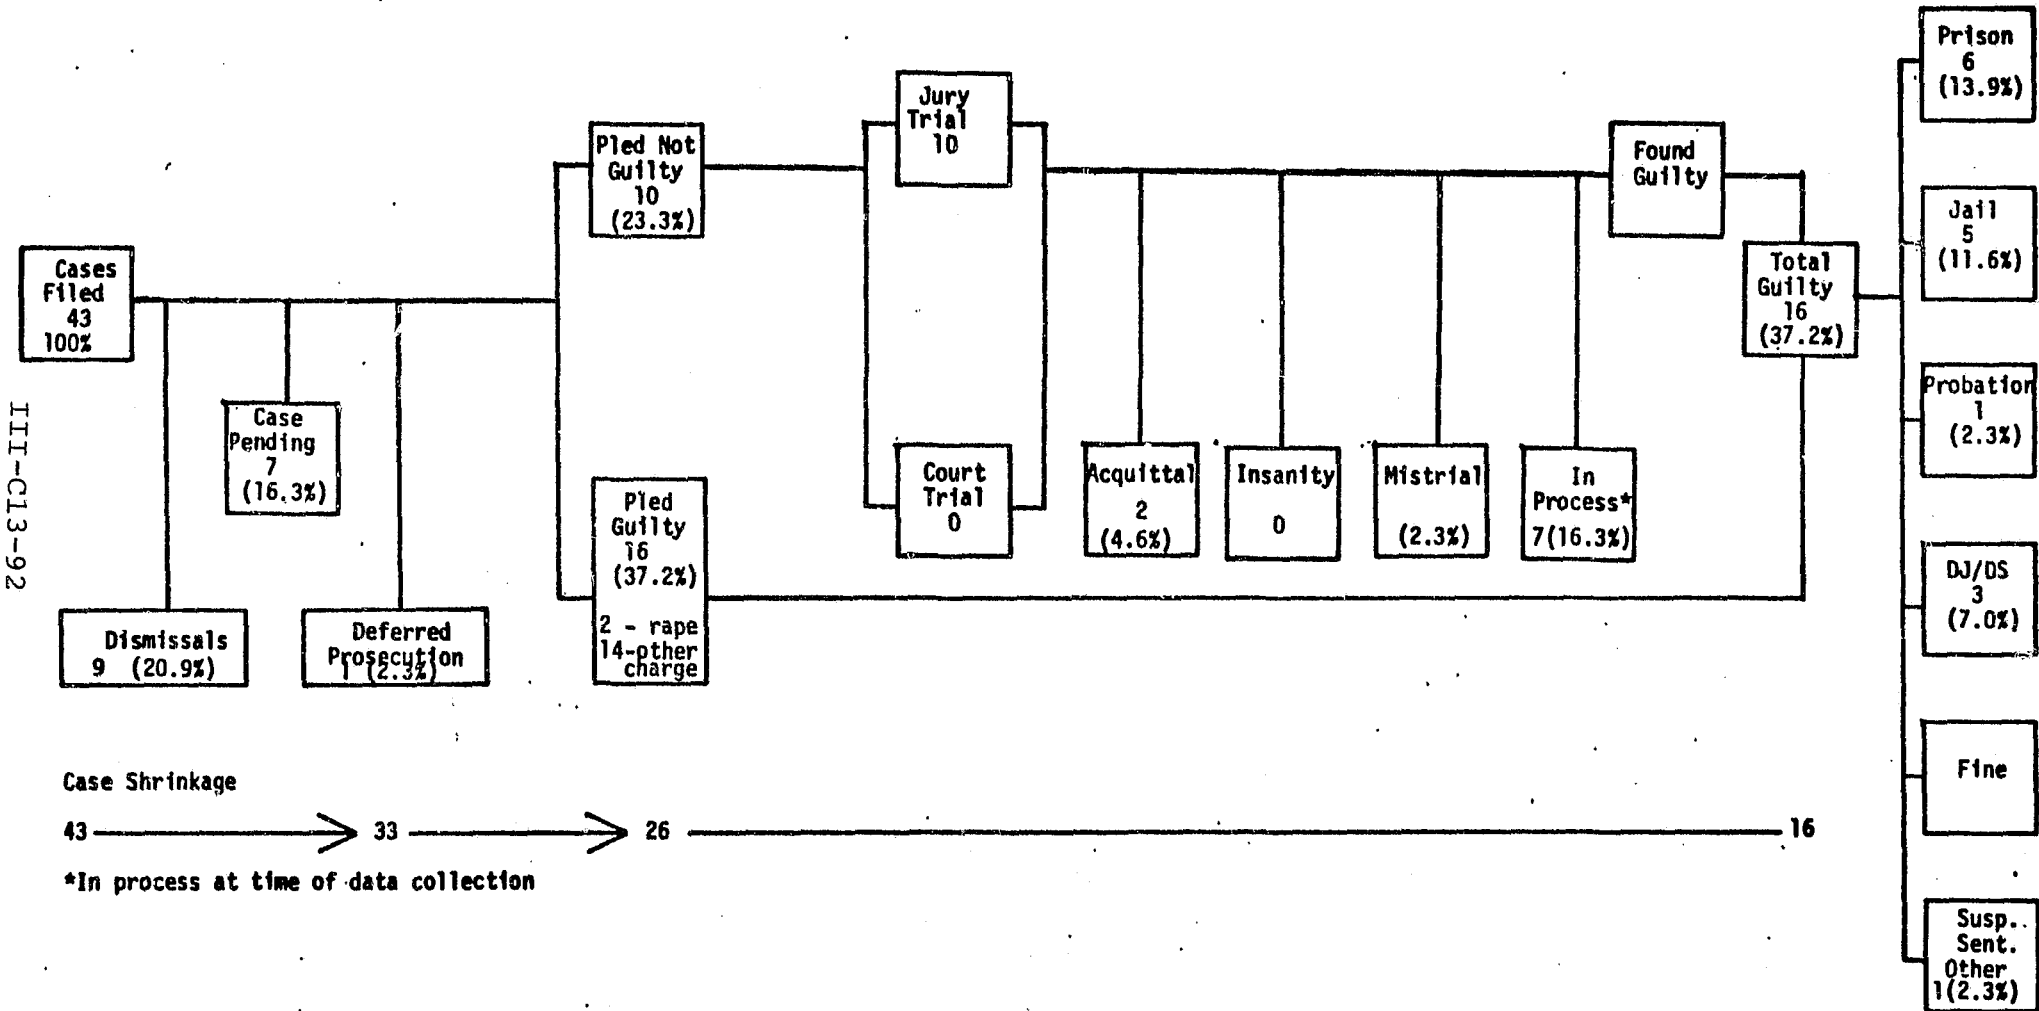 Cases
Filed
43
100%
Dismissals
9 (20.9%)
Case
Pending
7
(16.3%)
Deferred
Prosecution
1 (2.3%)
Pled Not
Guilty
10
(23.3%)
Pled
Guilty
16
(37.2%)
2 - rape
14-other
charge
Jury
Trial
10
Court
Trial
0
Acquittal
2
(4.6%)
Insanity
0
Mistrial
(2.3%)
In
Process*
7(16.3%)
Found
Guilty
Total
Guilty
16
(37.2%)
Prison
6
(13.9%)
Jail
5
(11.6%)
Probation
1
(2.3%)
DJ/DS
3
(7.0%)
Fine
Susp.
Sent.
Other
1(2.3%)
Case Shrinkage
43 33 26 16
*In process at time of data collection
III-C13-92